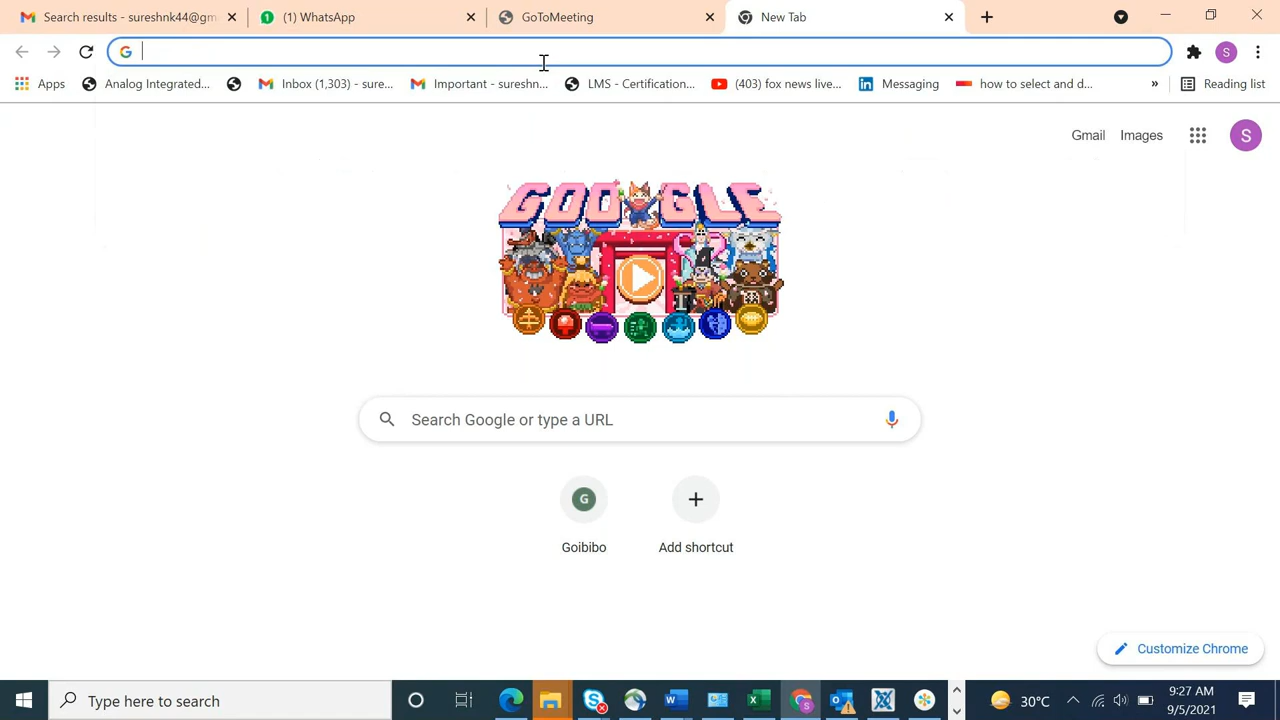 Search results - sureshnk44@gm
(1) WhatsApp
GoToMeeting
New Tab
Apps
Analog Integrated...
Inbox (1,303) - sure...
Important - sureshn...
LMS - Certification...
(403) fox news live...
Messaging
how to select and d...
»
Reading list
Gmail
Images
S
GOOGLE
Search Google or type a URL
G
Goibibo
Add shortcut
Customize Chrome
Type here to search
30°C
9:27 AM
9/5/2021